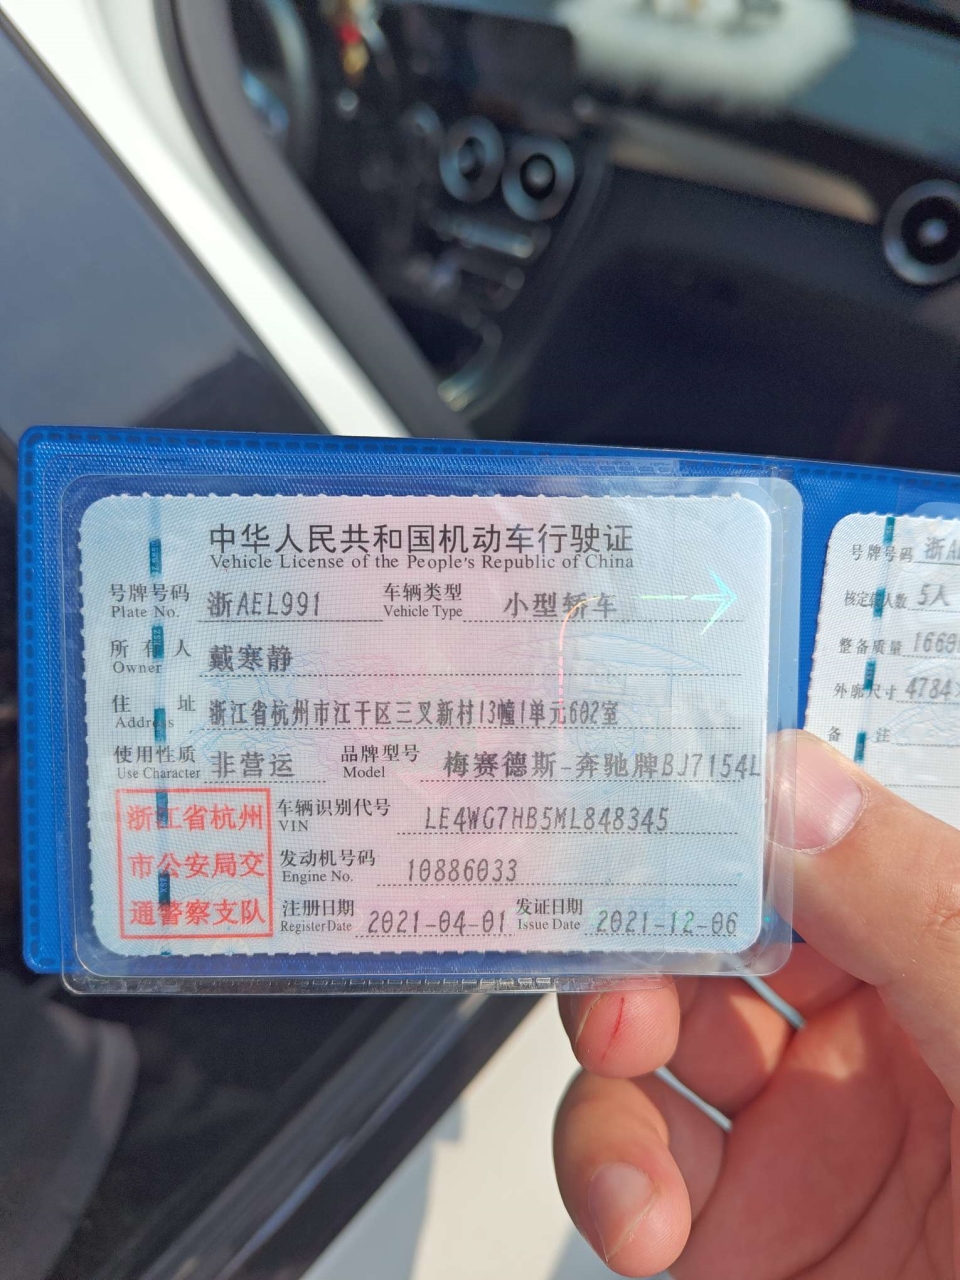 中华人民共和国机动车行驶证
Vehicle License of the People's Republic of China
号牌号码 浙AEL991 车辆类型 小型轿车
Plate No. Vehicle Type
所有人 戴寒静
Owner
住址 浙江省杭州市江干区三叉新村13幢1单元602室
Address
使用性质 非营运 品牌型号 梅赛德斯-奔驰牌BJ7154L
Use Character Model
浙江省杭州
市公安局交
通警察支队
车辆识别代号 LE4WG7HB5ML848345
VIN
发动机号码 10886033
Engine No.
注册日期 2021-04-01 发证日期 2021-12-06
Register Date Issue Date
号牌号码 浙A
核定载人数 5人
整备质量 166
外廓尺寸 4784
备注